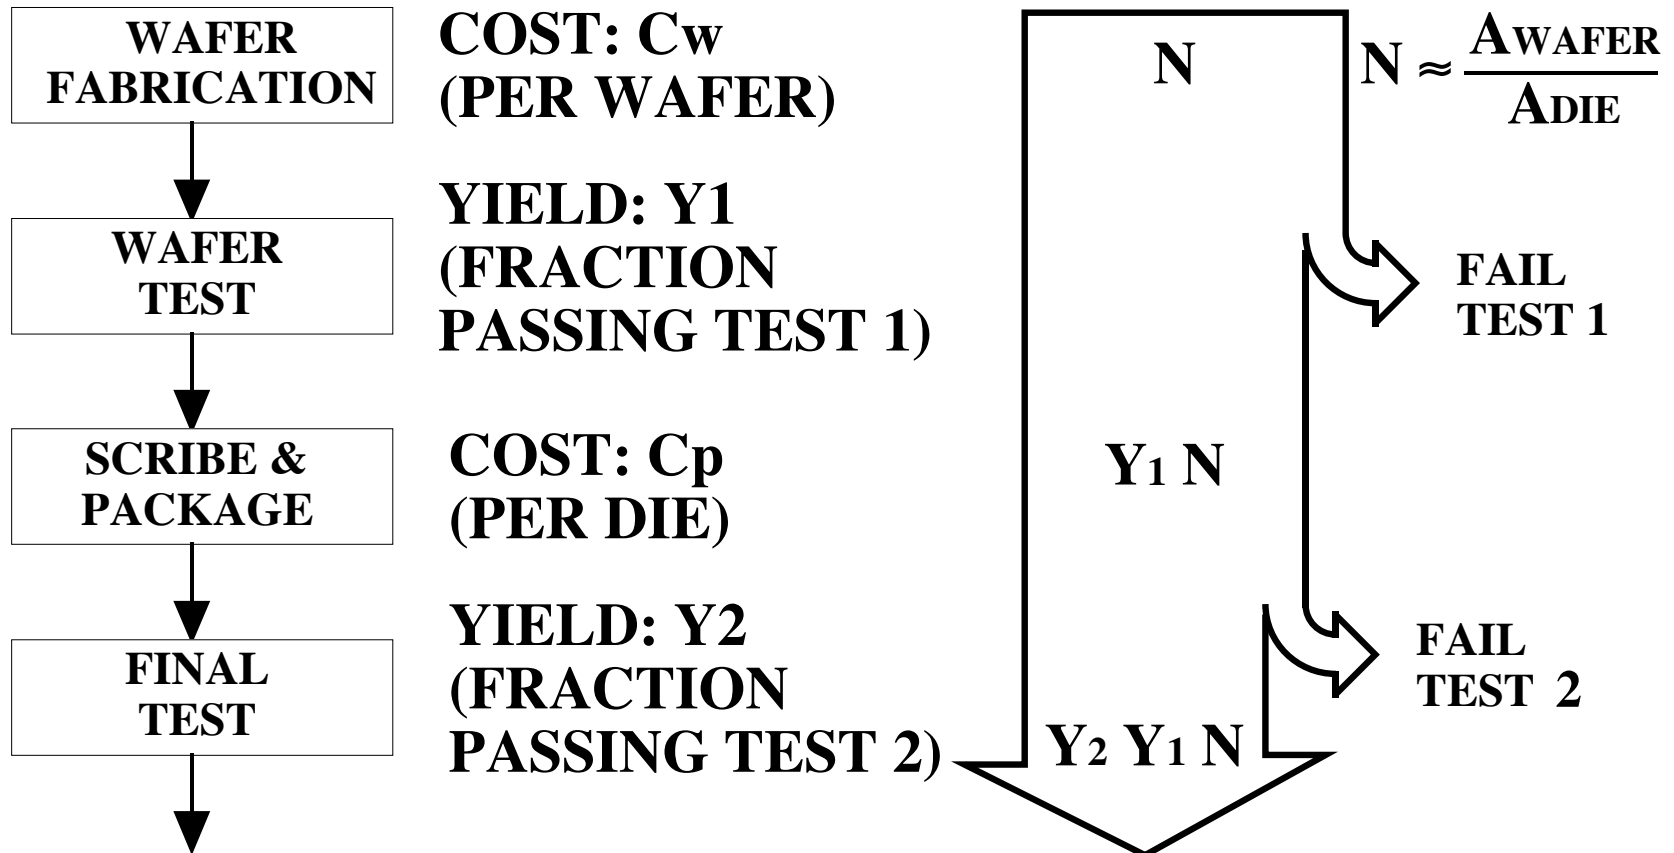 WAFER
FABRICATION
COST: Cw
(PER WAFER)
WAFER
TEST
YIELD: Y1
(FRACTION
PASSING TEST 1)
SCRIBE &
PACKAGE
COST: Cp
(PER DIE)
FINAL
TEST
YIELD: Y2
(FRACTION
PASSING TEST 2)
N
N ≈ AWAFER
ADIE
FAIL
TEST 1
Y1 N
FAIL
TEST 2
Y2 Y1 N